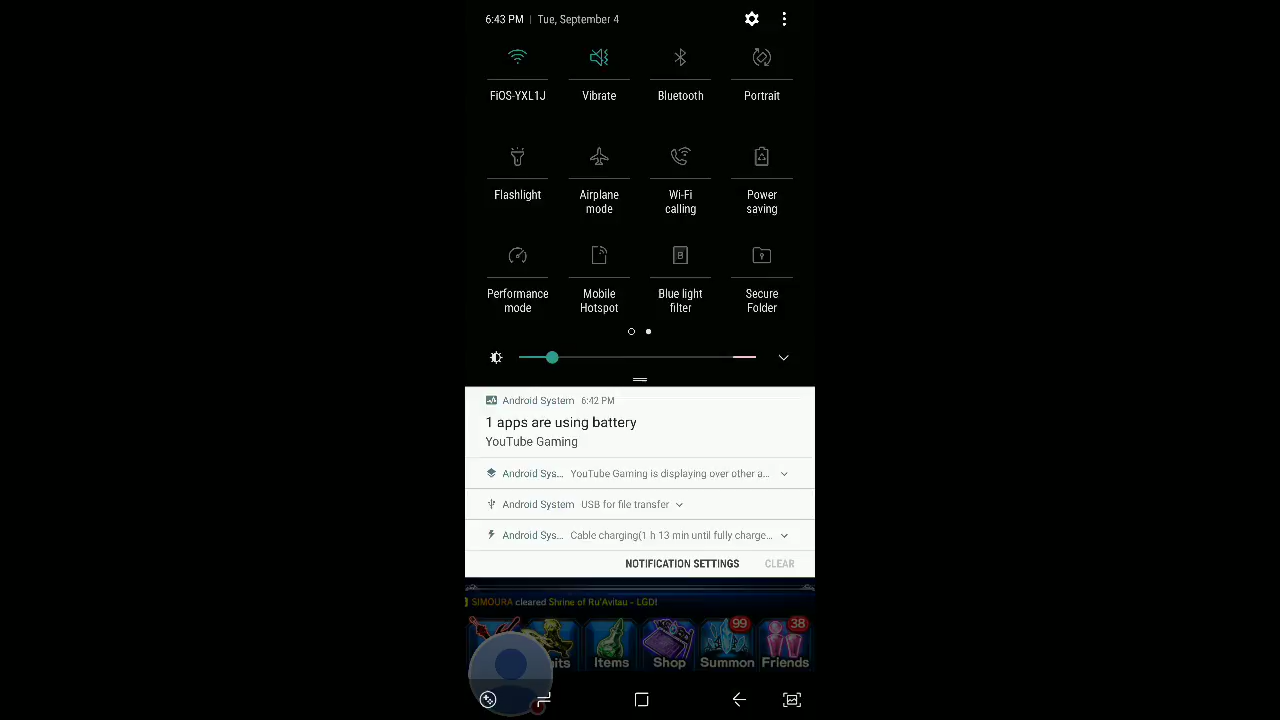 6:43 PM | Tue, September 4
FiOS-YXL1J Vibrate Bluetooth Portrait
Flashlight Airplane mode Wi-Fi calling Power saving
Performance mode Mobile Hotspot Blue light filter Secure Folder
Android System 6:42 PM
1 apps are using battery
YouTube Gaming
Android Sys... YouTube Gaming is displaying over other a...
Android System USB for file transfer
Android Sys... Cable charging(1 h 13 min until fully charge...
NOTIFICATION SETTINGS CLEAR
SIMOURA cleared Shrine of Ru'Avitau - LGD!
99 38
Items Shop Summon Friends